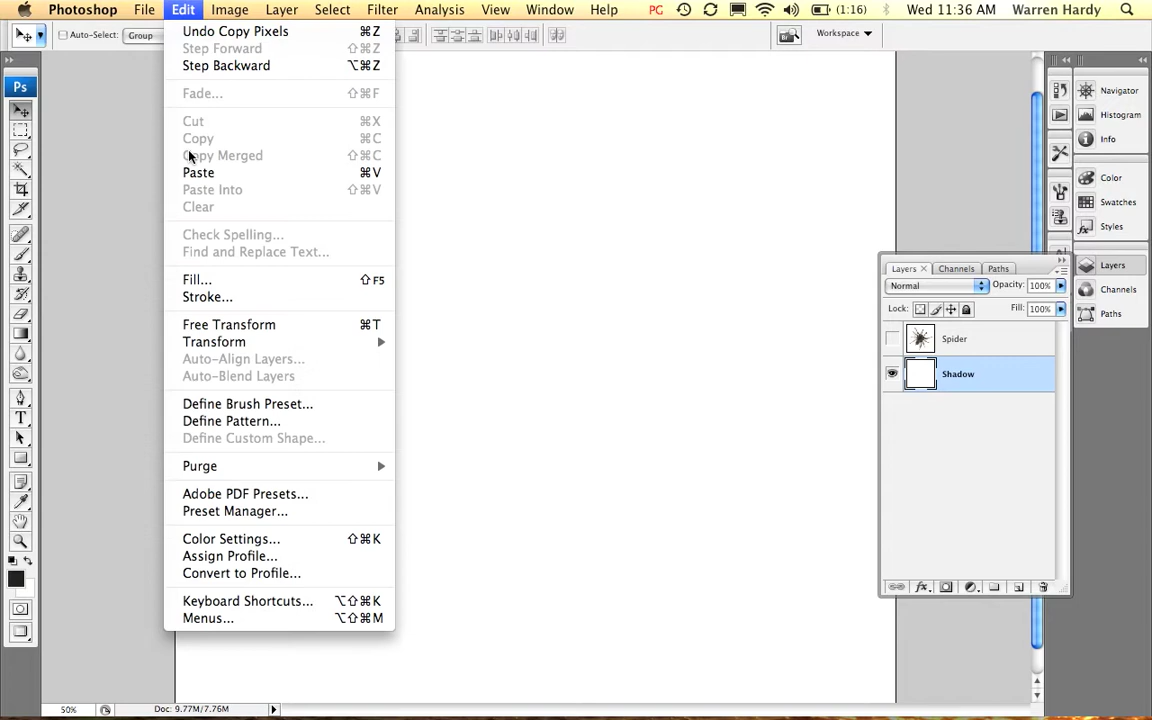 Photoshop File Edit Image Layer Select Filter Analysis View Window Help PC (1:16) Wed 11:36 AM Warren Hardy
Auto-Select: Group Workspace
Undo Copy Pixels ⌘Z
Step Forward ⇧⌘Z
Step Backward ⌥⌘Z
Fade... ⇧⌘F
Cut ⌘X
Copy ⌘C
Copy Merged ⇧⌘C
Paste ⌘V
Paste Into ⇧⌘V
Clear
Check Spelling...
Find and Replace Text...
Fill... ⇧F5
Stroke...
Free Transform ⌘T
Transform
Auto-Align Layers...
Auto-Blend Layers
Define Brush Preset...
Define Pattern...
Define Custom Shape...
Purge
Adobe PDF Presets...
Preset Manager...
Color Settings... ⇧⌘K
Assign Profile...
Convert to Profile...
Keyboard Shortcuts... ⌥⇧⌘K
Menus... ⌥⇧⌘M
Ps
T
Layers Channels Paths
Normal Opacity: 100%
Lock: Fill: 100%
Spider
Shadow
fx
Navigator
Histogram
Info
Color
Swatches
Styles
Layers
Channels
Paths
50% Doc: 9.77M/7.76M